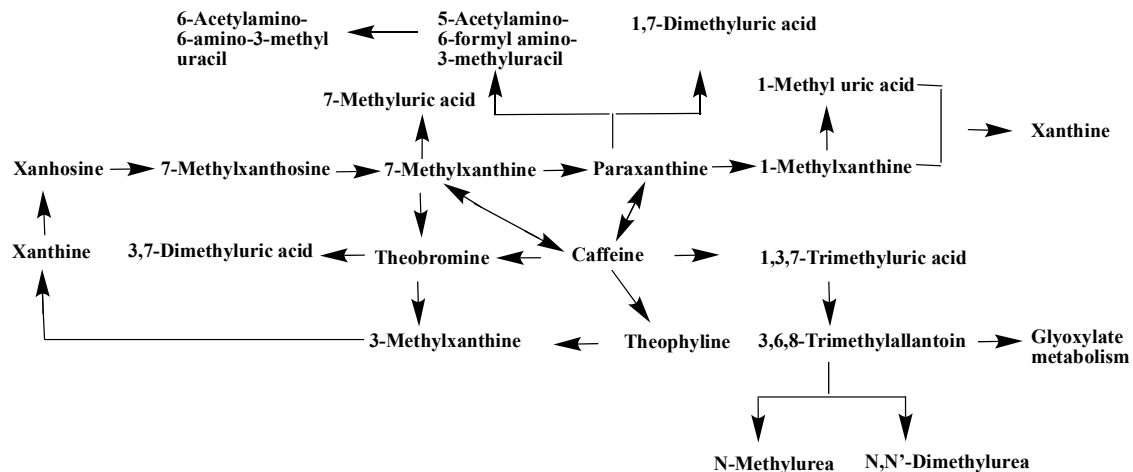 6-Acetylamino-
6-amino-3-methyl
uracil
5-Acetylamino-
6-formyl amino-
3-methyluracil
1,7-Dimethyluric acid
7-Methyluric acid
1-Methyl uric acid
Xanthine
Xanhosine
7-Methylxanthosine
7-Methylxanthine
Paraxanthine
1-Methylxanthine
Xanthine
3,7-Dimethyluric acid
Theobromine
Caffeine
1,3,7-Trimethyluric acid
3-Methylxanthine
Theophyline
3,6,8-Trimethylallantoin
Glyoxylate
metabolism
N-Methylurea
N,N’-Dimethylurea